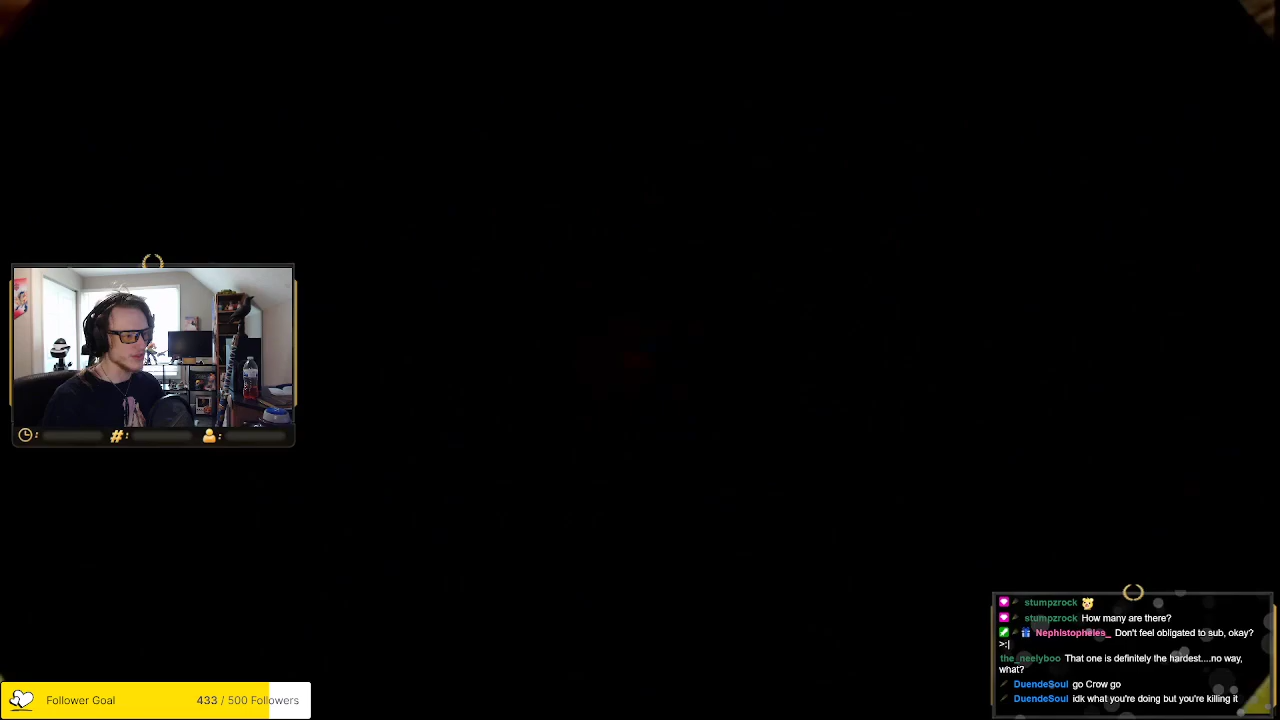 : #: :
stumpzrock
stumpzrock How many are there?
Nephistopheles_ Don't feel obligated to sub, okay?
>:|
the_neelyboo That one is definitely the hardest....no way,
what?
DuendeSoul go Crow go
DuendeSoul idk what you're doing but you're killing it
Follower Goal 433 / 500 Followers